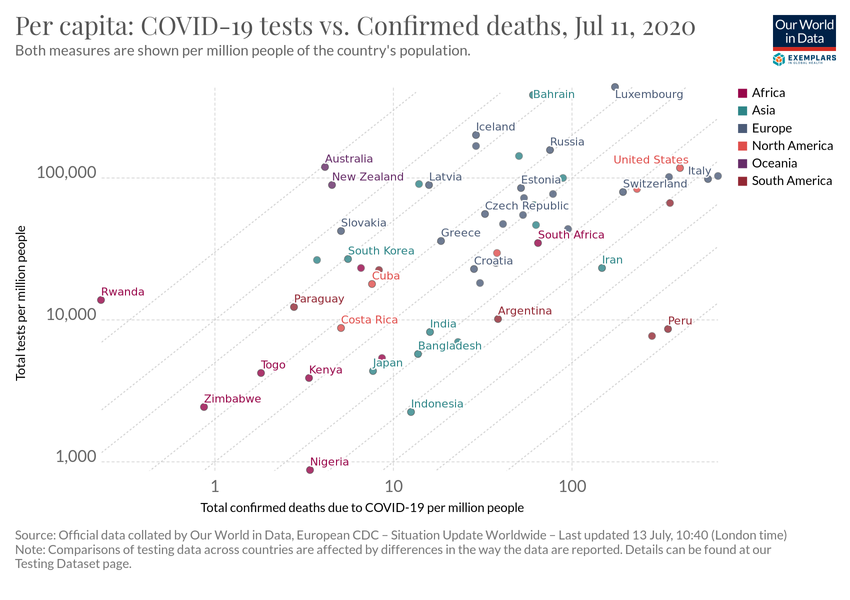 Per capita: COVID-19 tests vs. Confirmed deaths, Jul 11, 2020
Both measures are shown per million people of the country's population.
Our World
in Data
EXEMPLARS
IN GLOBAL HEALTH
Africa
Asia
Europe
North America
Oceania
South America
Total tests per million people
100,000
10,000
1,000
Bahrain
Luxembourg
Iceland
Russia
Australia
United States
New Zealand
Latvia
Estonia
Italy
Switzerland
Czech Republic
Slovakia
Greece
South Africa
South Korea
Croatia
Iran
Cuba
Rwanda
Paraguay
Costa Rica
Argentina
India
Peru
Bangladesh
Togo
Kenya
Japan
Zimbabwe
Indonesia
Nigeria
1
10
100
Total confirmed deaths due to COVID-19 per million people
Source: Official data collated by Our World in Data, European CDC – Situation Update Worldwide – Last updated 13 July, 10:40 (London time)
Note: Comparisons of testing data across countries are affected by differences in the way the data are reported. Details can be found at our
Testing Dataset page.